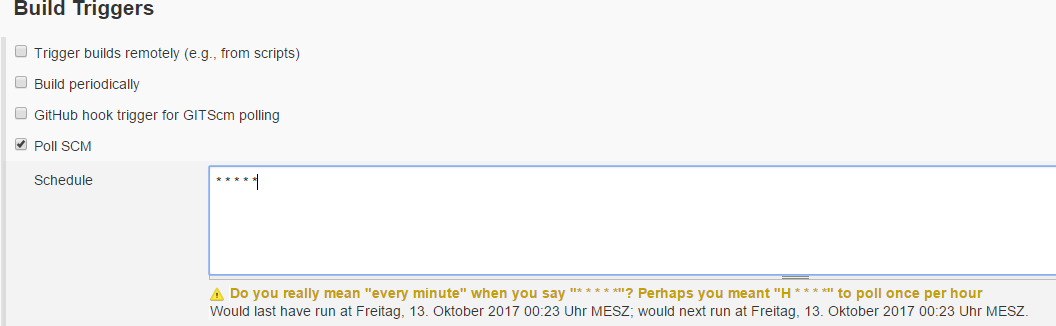 Build Triggers
Trigger builds remotely (e.g., from scripts)
Build periodically
GitHub hook trigger for GITScm polling
Poll SCM
Schedule
* * * * *
Do you really mean "every minute" when you say "* * * * *"? Perhaps you meant "H * * * *" to poll once per hour
Would last have run at Freitag, 13. Oktober 2017 00:23 Uhr MESZ; would next run at Freitag, 13. Oktober 2017 00:23 Uhr MESZ.